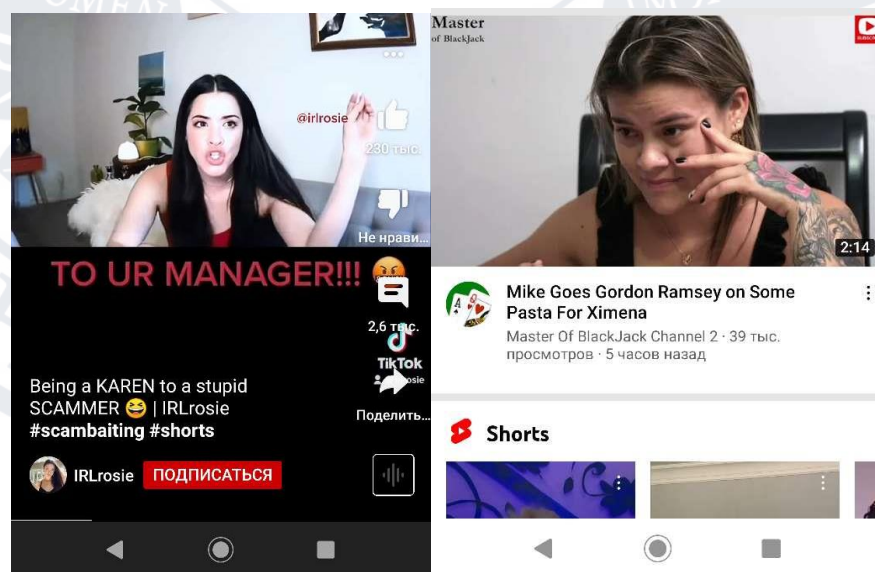 @irlrosie
230 тыс.
Не нрави...
TO UR MANAGER!!! 😡
2,6 тыс.
TikTok
Being a KAREN to a stupid
SCAMMER 😆 | IRLrosie
#scambaiting #shorts
Поделить...
IRLrosie ПОДПИСАТЬСЯ
Master
of BlackJack
2:14
Mike Goes Gordon Ramsey on Some
Pasta For Ximena
Master Of BlackJack Channel 2 · 39 тыс.
просмотров · 5 часов назад
Shorts